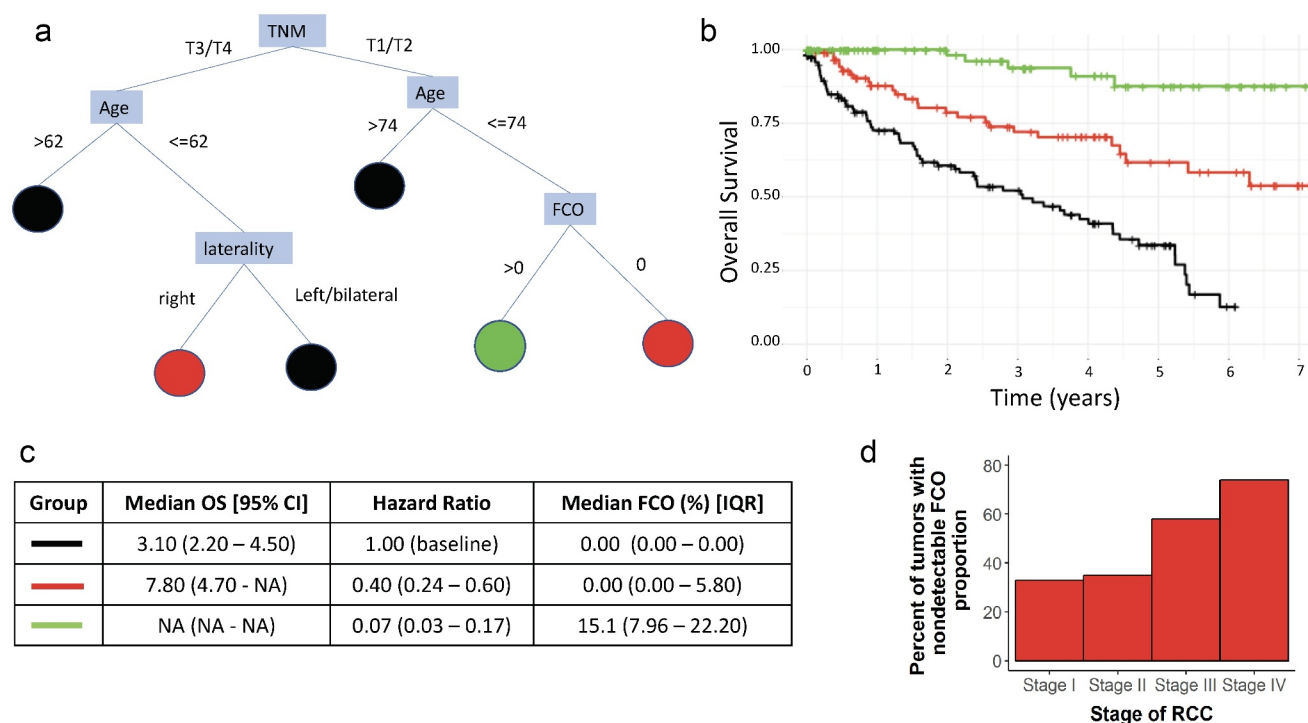 a
TNM
T3/T4
T1/T2
Age
Age
>62
<=62
>74
<=74
FCO
laterality
>0
0
right
Left/bilateral
b
1.00
0.75
0.50
0.25
0.00
Overall Survival
0 1 2 3 4 5 6 7
Time (years)
c
Group Median OS [95% CI] Hazard Ratio Median FCO (%) [IQR]
3.10 (2.20 – 4.50) 1.00 (baseline) 0.00 (0.00 – 0.00)
7.80 (4.70 - NA) 0.40 (0.24 – 0.60) 0.00 (0.00 – 5.80)
NA (NA - NA) 0.07 (0.03 – 0.17) 15.1 (7.96 – 22.20)
d
Percent of tumors with
nondetectable FCO
proportion
80
60
40
20
0
Stage I Stage II Stage III Stage IV
Stage of RCC